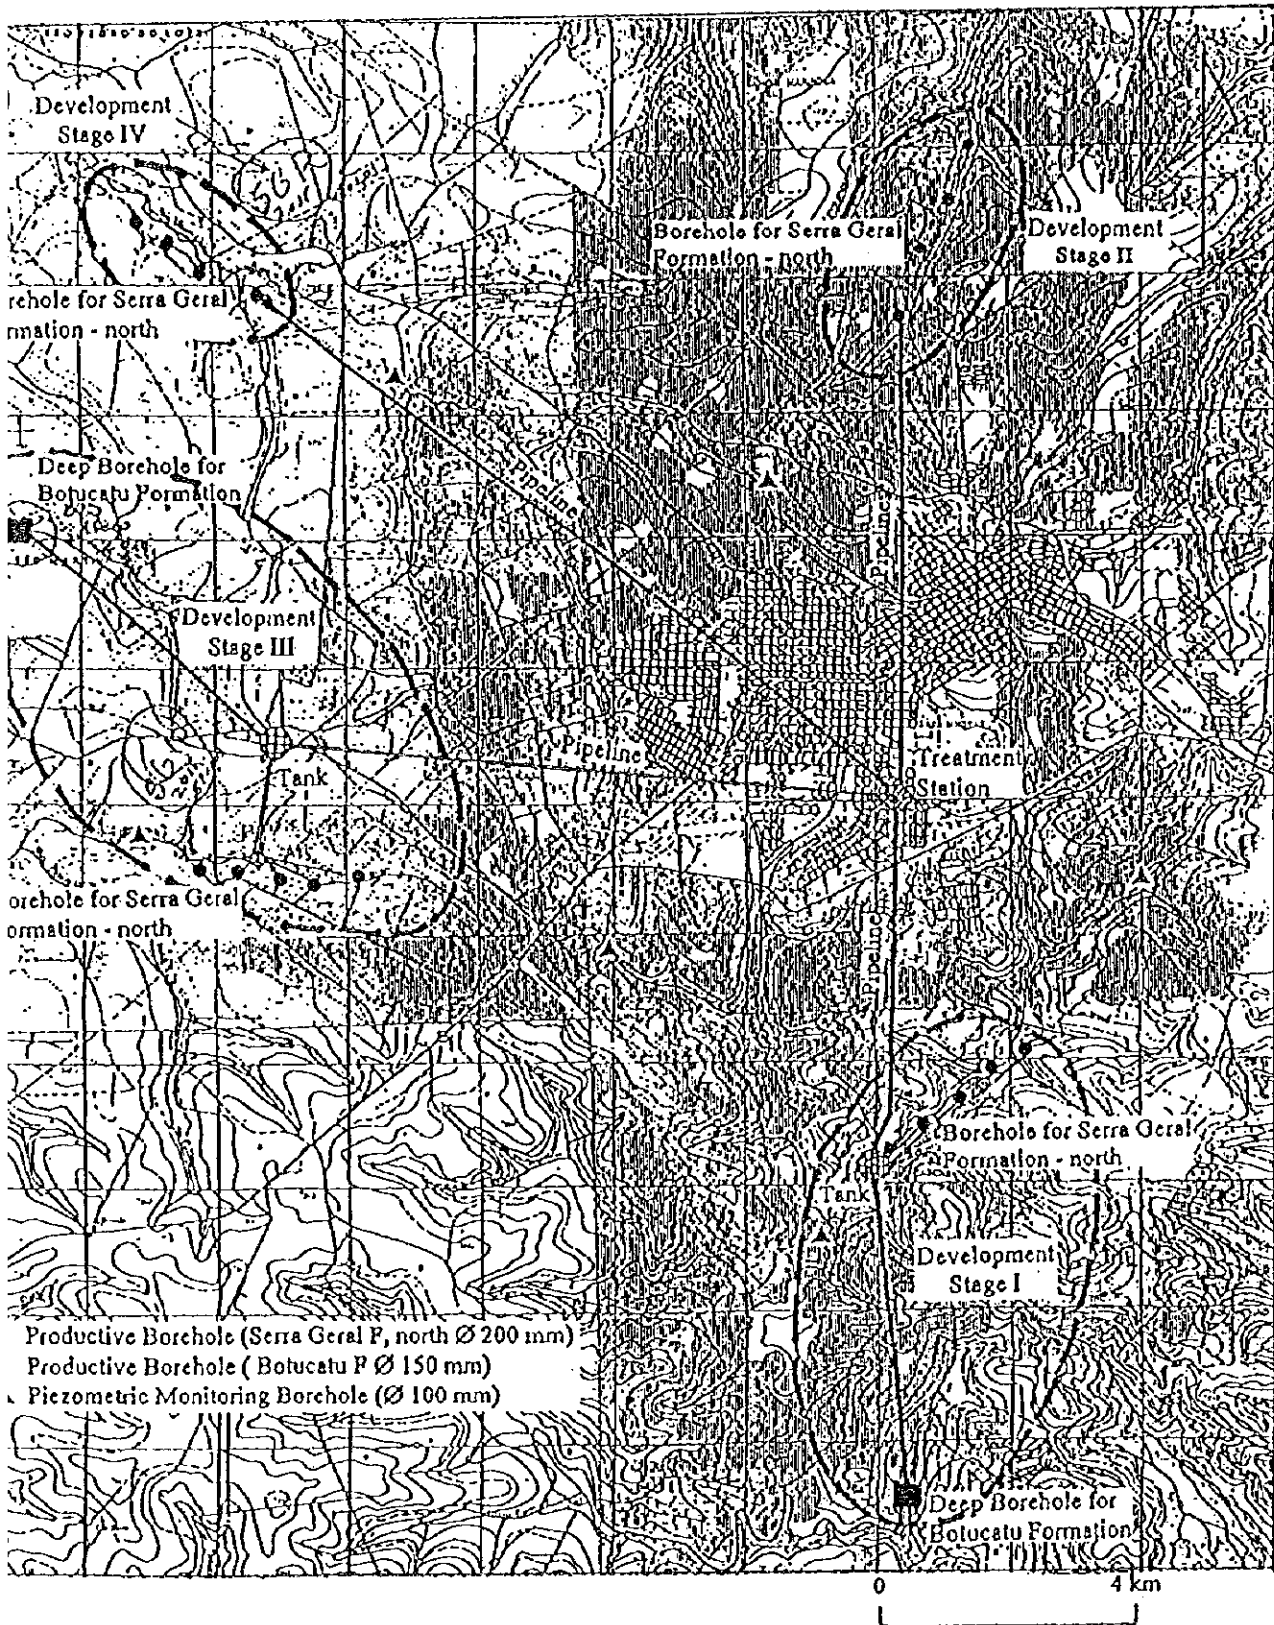 Development
Stage IV
Borehole for Serra Geral
Formation - north
Development
Stage II
rehole for Serra Geral
rmation - north
Deep Borehole for
Botucatu Formation
Pipeline
Pipeline
Development
Stage III
Pipeline
Treatment
Station
Tank
orehole for Serra Geral
ormation - north
Pipeline
Borehole for Serra Geral
Formation - north
Tank
Development
Stage I
Productive Borehole (Serra Geral F, north Ø 200 mm)
Productive Borehole ( Botucatu F Ø 150 mm)
Piezometric Monitoring Borehole (Ø 100 mm)
Deep Borehole for
Botucatu Formation
0 4 km